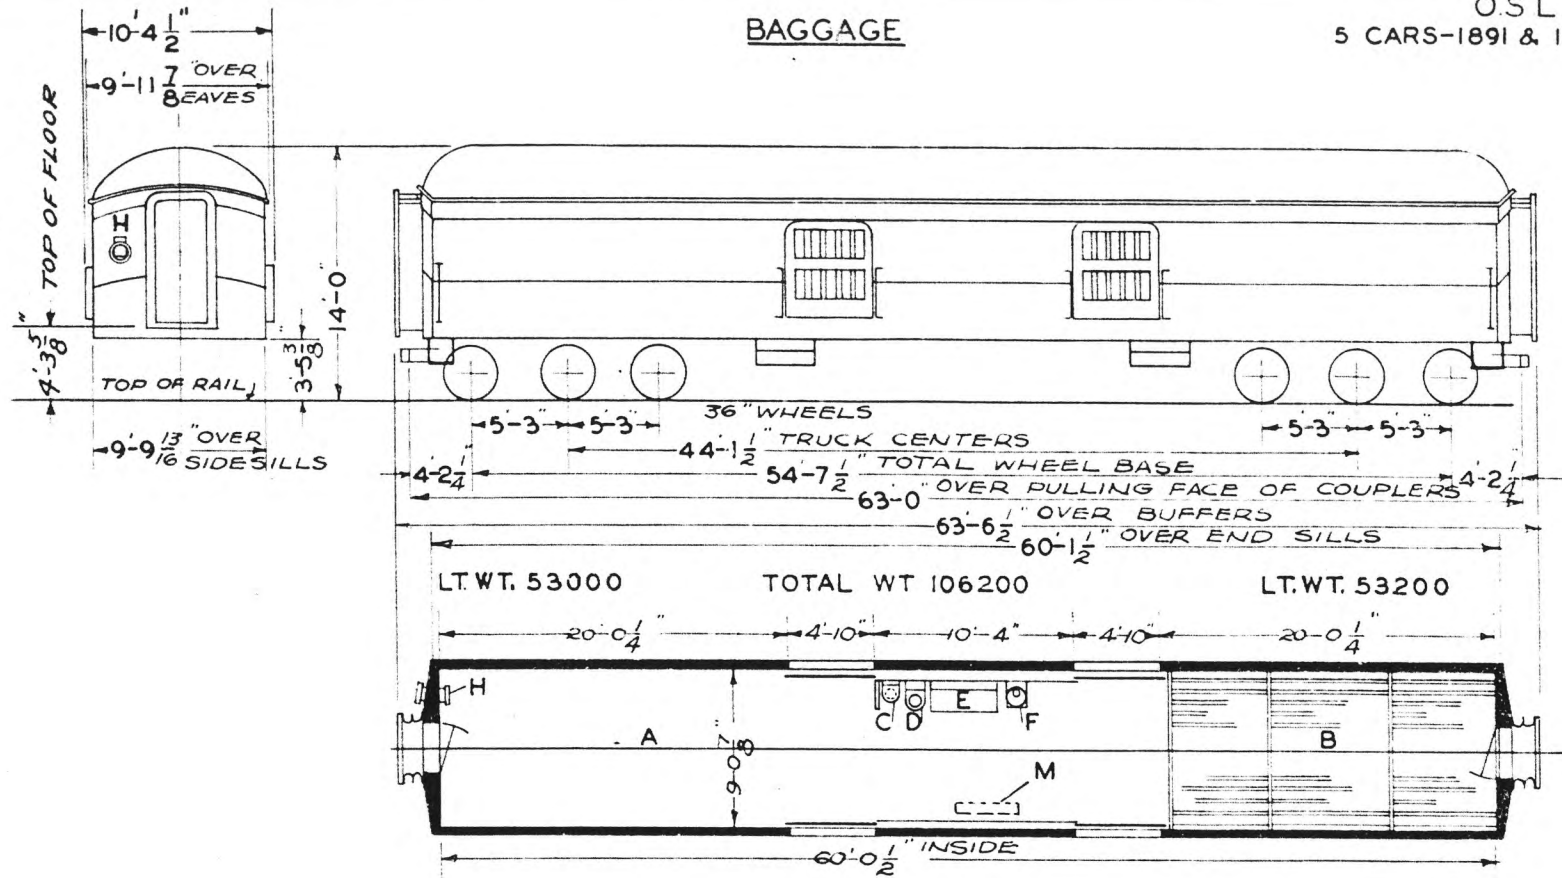 BAGGAGE
O.S L
5 CARS-1891 & 1
10'-4 1/2"
9'-11 7/8" OVER EAVES
TOP OF FLOOR
H
14'-0"
4'-3 5/8"
3'-5 3/8"
TOP OF RAIL
9'-9 13/16" OVER SIDE SILLS
36" WHEELS
5'-3" 5'-3" 5'-3" 5'-3"
44'-1 1/2" TRUCK CENTERS
4'-2 1/4" 54'-7 1/2" TOTAL WHEEL BASE 4'-2 1/4"
63'-0" OVER PULLING FACE OF COUPLERS
63'-6 1/2" OVER BUFFERS
60'-1 1/2" OVER END SILLS
LT. WT. 53000 TOTAL WT 106200 LT. WT. 53200
20'-0 1/4" 4'-10" 10'-4" 4'-10" 20'-0 1/4"
H
C D E F
A 9'-0 7/8" B
M
60'-0 1/2" INSIDE